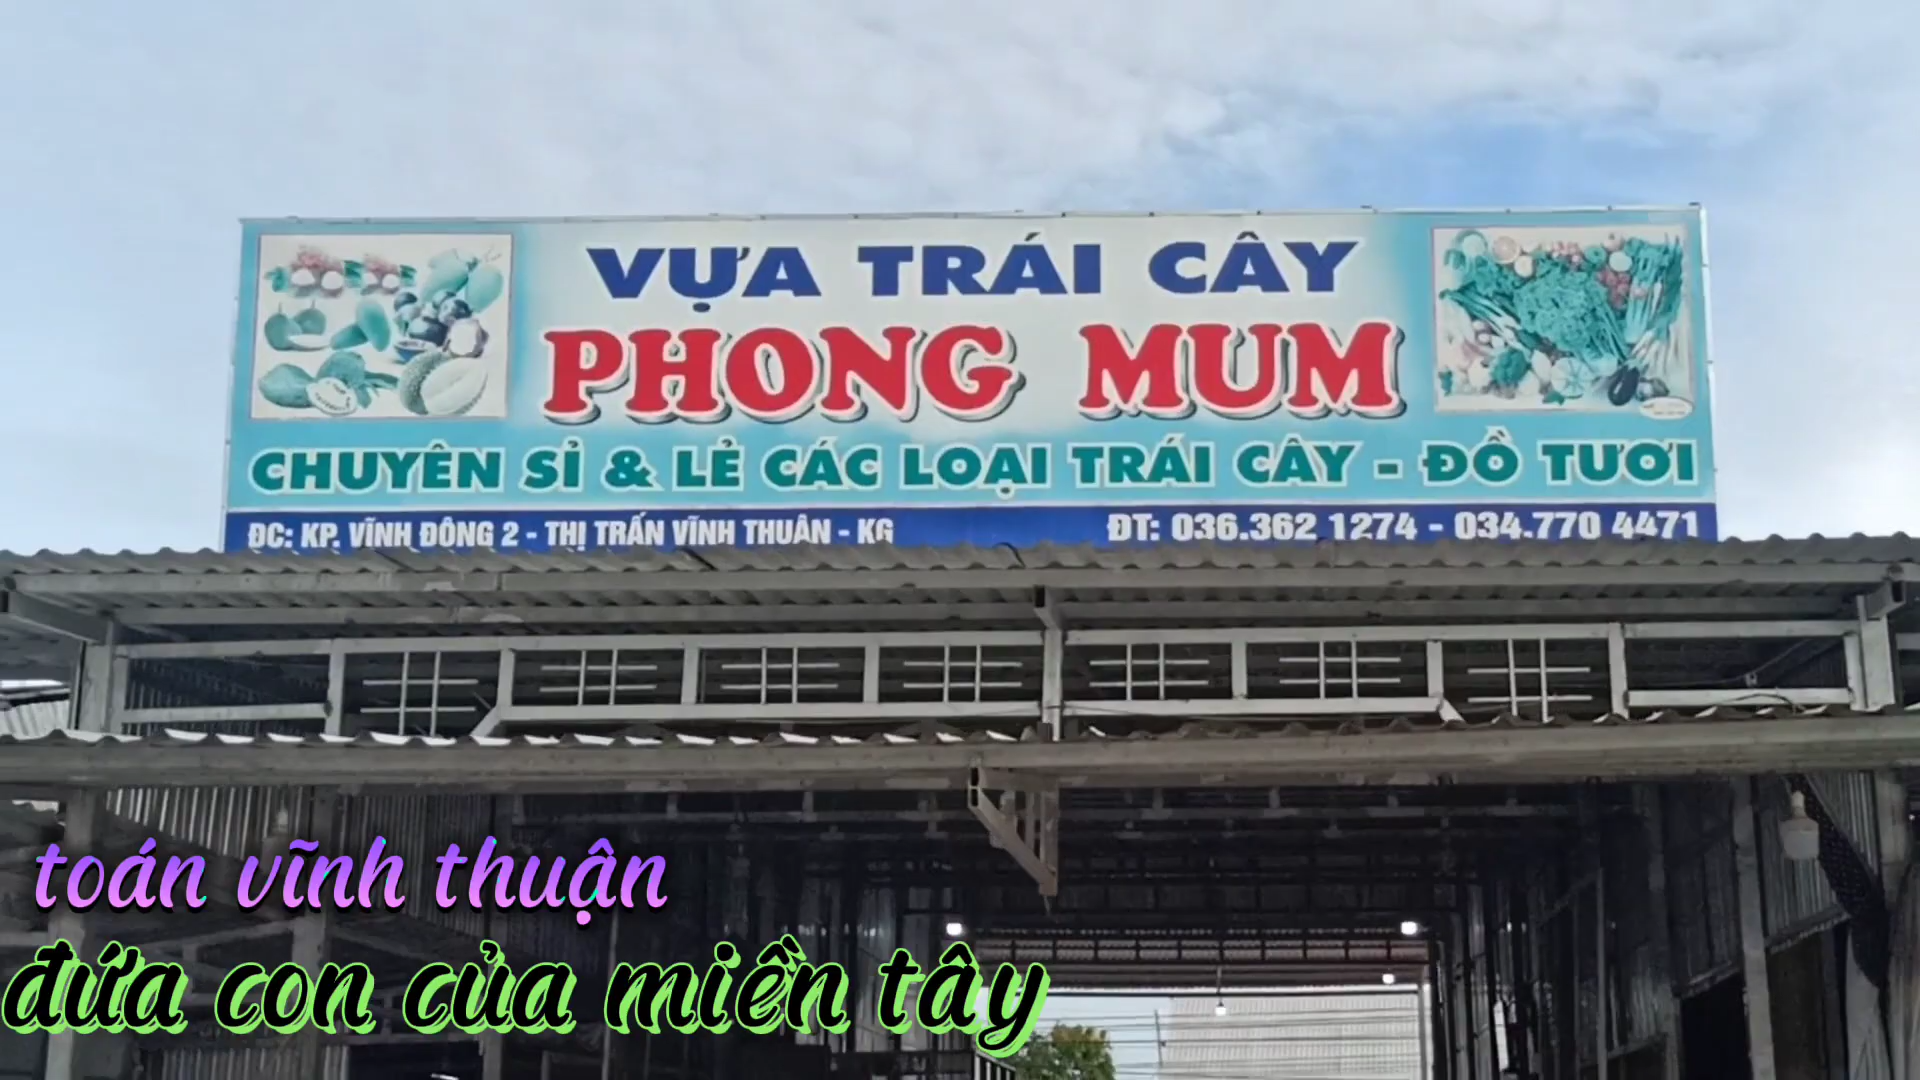 VỰA TRÁI CÂY
PHONG MUM
CHUYÊN SỈ & LẺ CÁC LOẠI TRÁI CÂY - ĐỒ TƯƠI
ĐC: KP. VĨNH ĐÔNG 2 - THỊ TRẤN VĨNH THUẬN - KG
ĐT: 036.362 1274 - 034.770 4471
toán vĩnh thuận
đứa con của miền tây